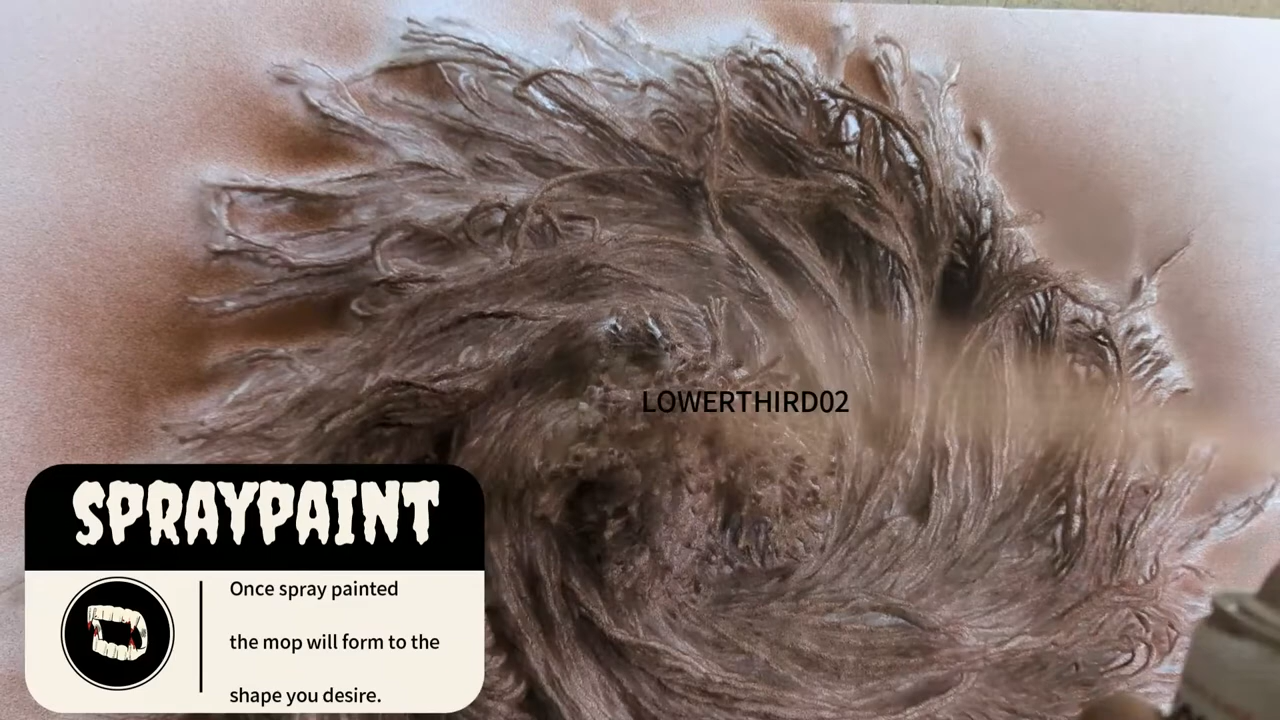 LOWERTHIRD02
SPRAYPAINT
Once spray painted
the mop will form to the
shape you desire.